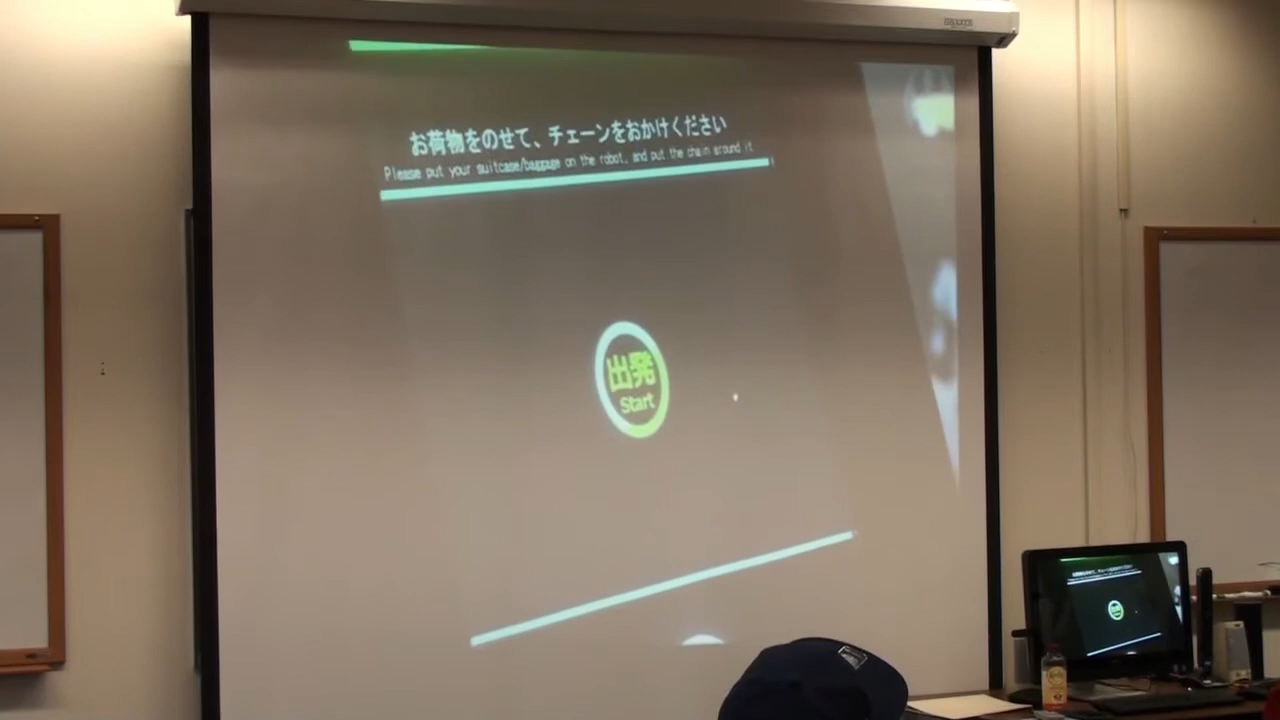 お荷物をのせて、チェーンをおかけください
Please put your suitcase/baggage on the robot, and put the chain around it
出発
Start